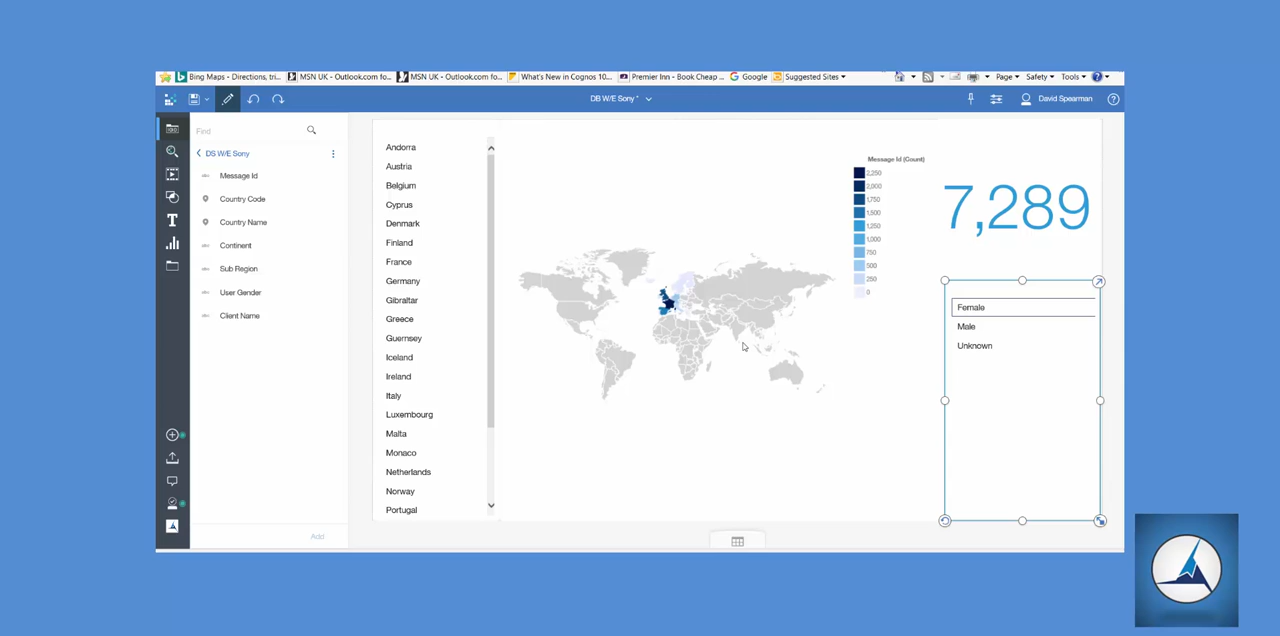 Bing Maps - Directions, tri...
MSN UK - Outlook.com fo...
MSN UK - Outlook.com fo...
What's New in Cognos 10...
Premier Inn - Book Cheap ...
Google
Suggested Sites
Page
Safety
Tools
DB W/E Sony *
David Spearman
Find
DS W/E Sony
Message Id
Country Code
Country Name
Continent
Sub Region
User Gender
Client Name
Add
Andorra
Austria
Belgium
Cyprus
Denmark
Finland
France
Germany
Gibraltar
Greece
Guernsey
Iceland
Ireland
Italy
Luxembourg
Malta
Monaco
Netherlands
Norway
Portugal
Message Id (Count)
2,250
2,000
1,750
1,500
1,250
1,000
750
500
250
0
7,289
Female
Male
Unknown